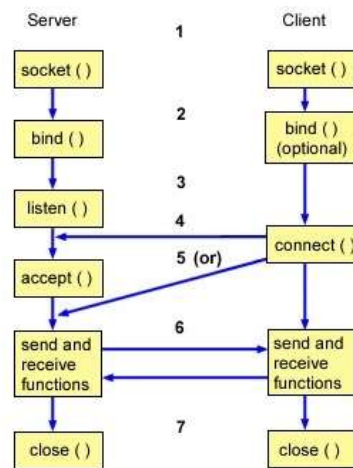 Server
1
Client
socket ( )
socket ( )
2
bind ( )
bind ( )
(optional)
3
listen ( )
4
connect ( )
5 (or)
accept ( )
6
send and
receive
functions
send and
receive
functions
7
close ( )
close ( )